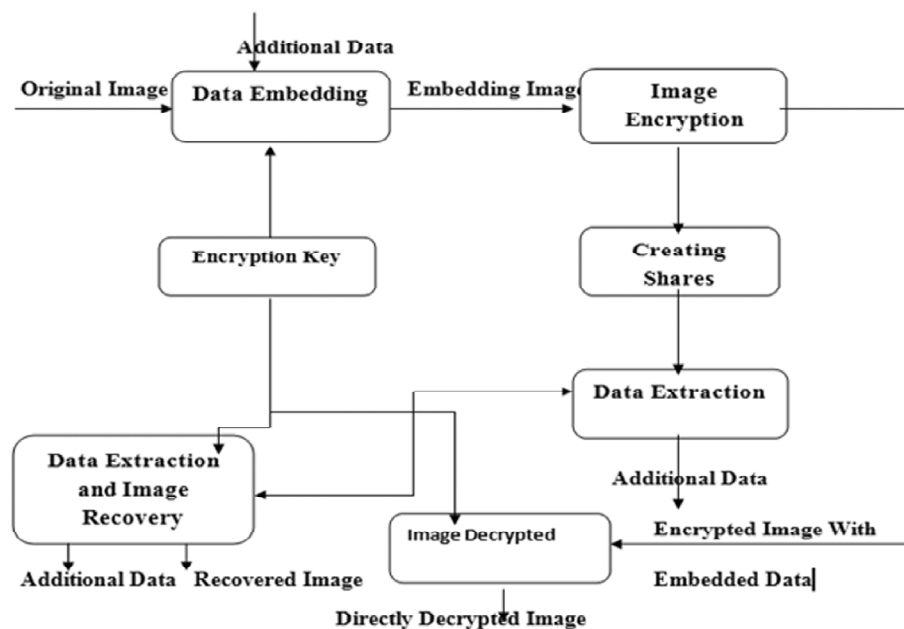 Additional Data
Original Image
Data Embedding
Embedding Image
Image
Encryption
Encryption Key
Creating
Shares
Data Extraction
Data Extraction
and Image
Recovery
Additional Data
Image Decrypted
Encrypted Image With
Additional Data
Recovered Image
Embedded Data
Directly Decrypted Image